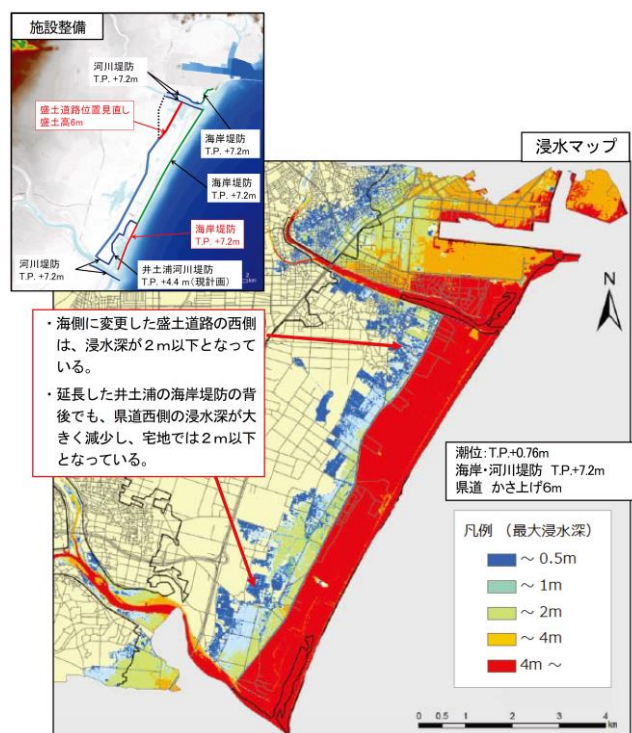 施設整備
河川堤防
T.P. +7.2m
盛土道路位置見直し
盛土高6m
海岸堤防
T.P. +7.2m
海岸堤防
T.P. +7.2m
海岸堤防
T.P. +7.2m
河川堤防
T.P. +7.2m
井土浦河川堤防
T.P. +4.4 m（現計画）
浸水マップ
N
・海側に変更した盛土道路の西側
は、浸水深が２ｍ以下となって
いる。
・延長した井土浦の海岸堤防の背
後でも、県道西側の浸水深が大
きく減少し、宅地では２ｍ以下
となっている。
潮位：T.P.+0.76m
海岸・河川堤防 T.P.+7.2m
県道 かさ上げ6m
凡例 （最大浸水深）
～ 0.5m
～ 1m
～ 2m
～ 4m
4m ～
0 0.5 1 2 3 4
km